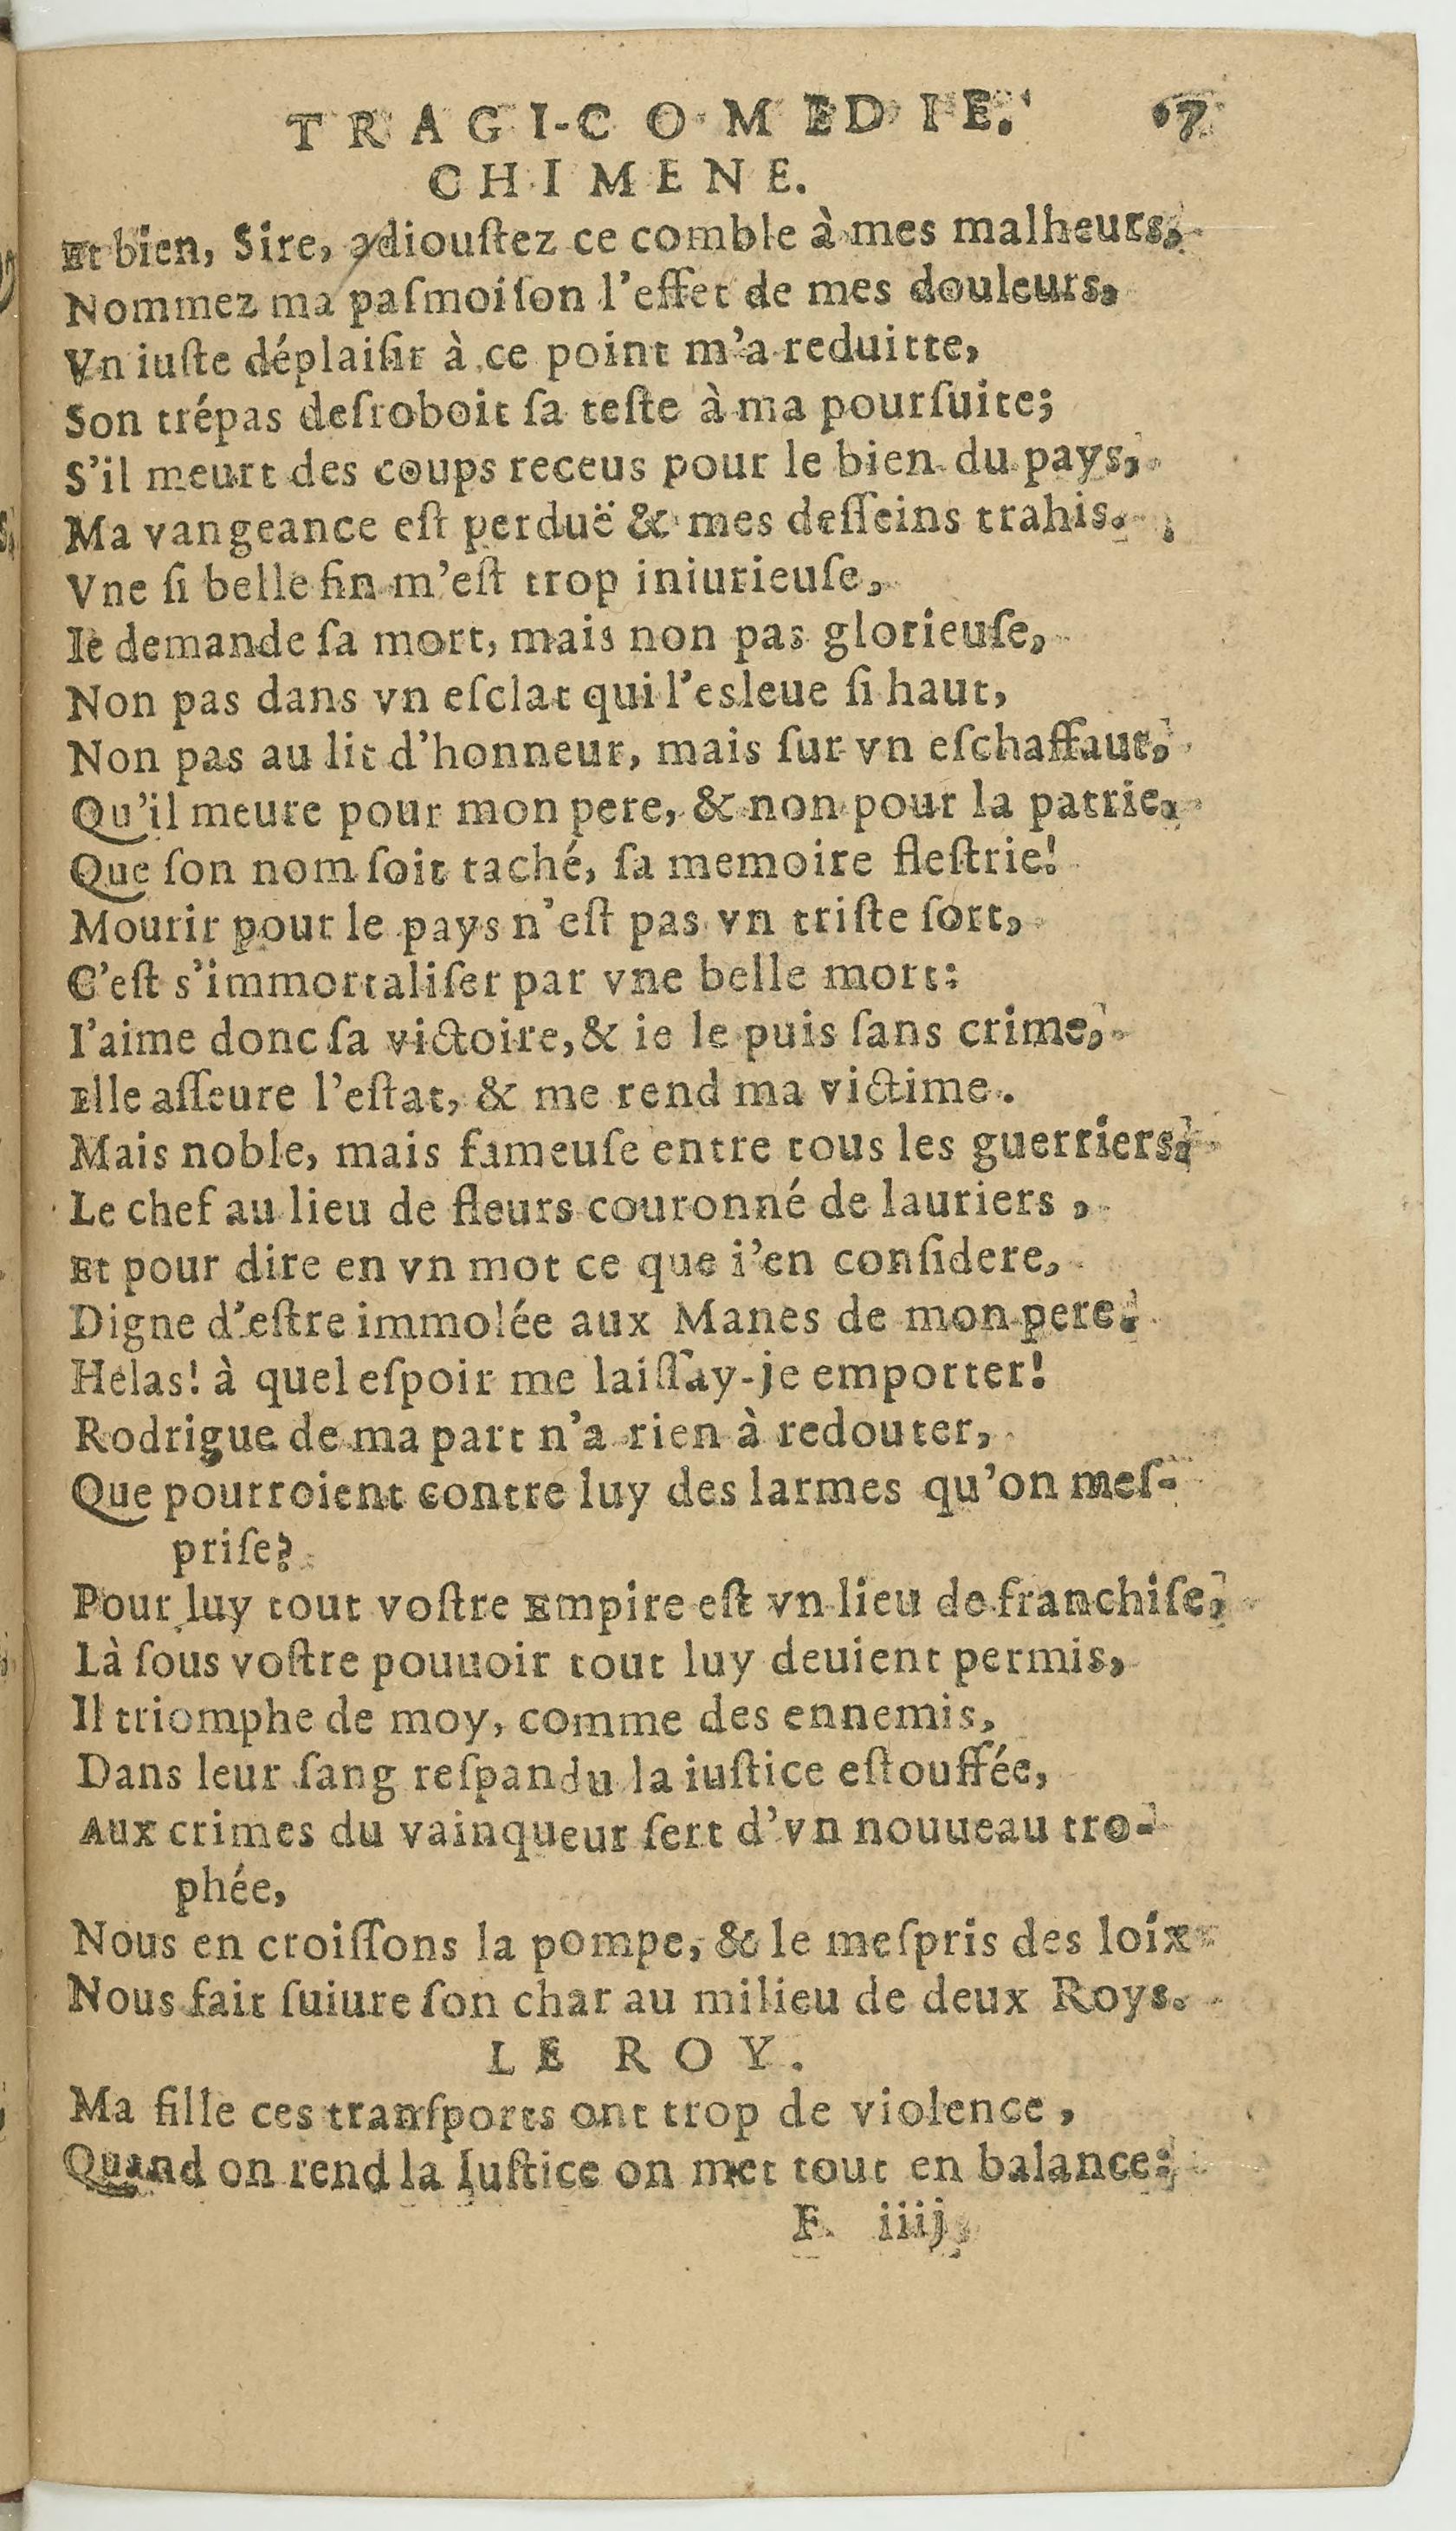 TRAGI-COMEDIE. 67
CHIMENE.
Et bien, Sire, adiouſtez ce comble à mes malheurs,
Nommez ma paſmoiſon l'effet de mes douleurs,
Vn iuſte déplaiſir à ce point m'a reduitte,
Son trépas deſroboit ſa teſte à ma pourſuite;
S'il meurt des coups receus pour le bien du pays,
Ma vangeance eſt perduë & mes deſſeins trahis.
Vne ſi belle fin m'eſt trop iniurieuſe,
Ie demande ſa mort, mais non pas glorieuſe,
Non pas dans vn eſclat qui l'esleue ſi haut,
Non pas au lit d'honneur, mais ſur vn eſchaffaut,
Qu'il meure pour mon pere, & non pour la patrie,
Que ſon nom ſoit taché, ſa memoire fleſtrie!
Mourir pour le pays n'eſt pas vn triſte ſort,
C'eſt s'immortaliſer par vne belle mort:
I'aime donc ſa victoire, & ie le puis ſans crime,
Elle aſſeure l'eſtat, & me rend ma victime.
Mais noble, mais fameuſe entre tous les guerriers,
Le chef au lieu de fleurs couronné de lauriers,
Et pour dire en vn mot ce que i'en conſidere,
Digne d'eſtre immolée aux Manes de mon pere.
Helas! à quel eſpoir me laiſſay-je emporter!
Rodrigue de ma part n'a rien à redouter,
Que pourroient contre luy des larmes qu'on meſ-
priſe?
Pour luy tout voſtre Empire eſt vn lieu de franchiſe,
Là ſous voſtre pouuoir tout luy deuient permis,
Il triomphe de moy, comme des ennemis,
Dans leur ſang reſpandu la iuſtice eſtouffée,
Aux crimes du vainqueur ſert d'vn nouueau tro-
phée,
Nous en croiſſons la pompe, & le meſpris des loix
Nous fait ſuiure ſon char au milieu de deux Roys.
LE ROY.
Ma fille ces tranſports ont trop de violence,
Quand on rend la Iuſtice on met tout en balance:
F iiij